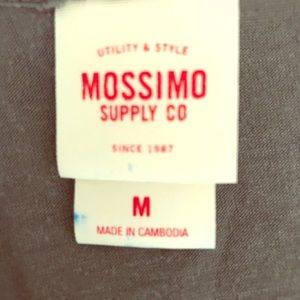 UTILITY & STYLE
MOSSIMO
SUPPLY CO
SINCE 1987
M
MADE IN CAMBODIA